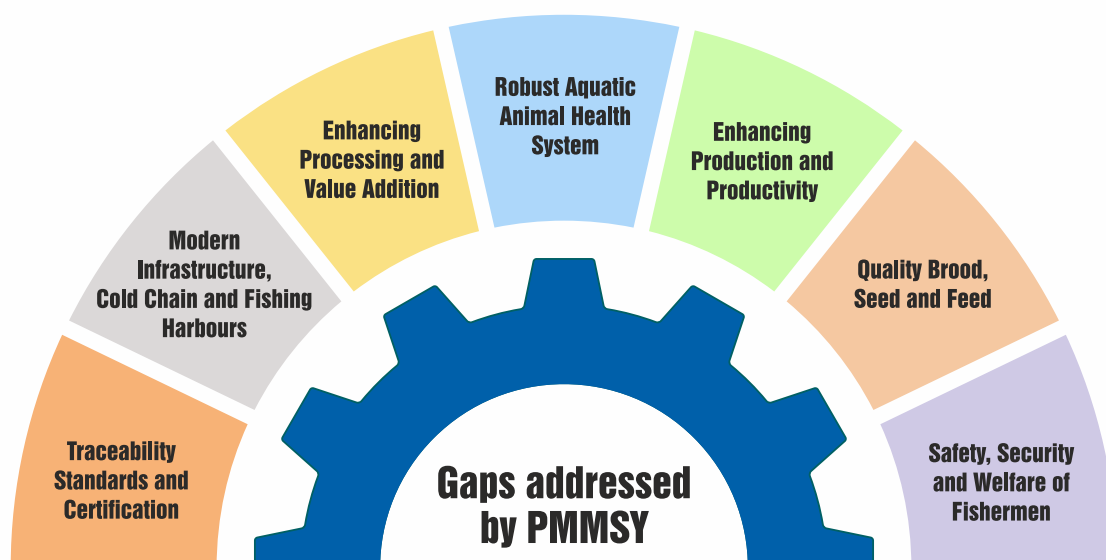 Traceability
Standards and
Certification
Modern
Infrastructure,
Cold Chain and Fishing
Harbours
Enhancing
Processing and
Value Addition
Robust Aquatic
Animal Health
System
Enhancing
Production and
Productivity
Quality Brood,
Seed and Feed
Safety, Security
and Welfare of
Fishermen
Gaps addressed
by PMMSY